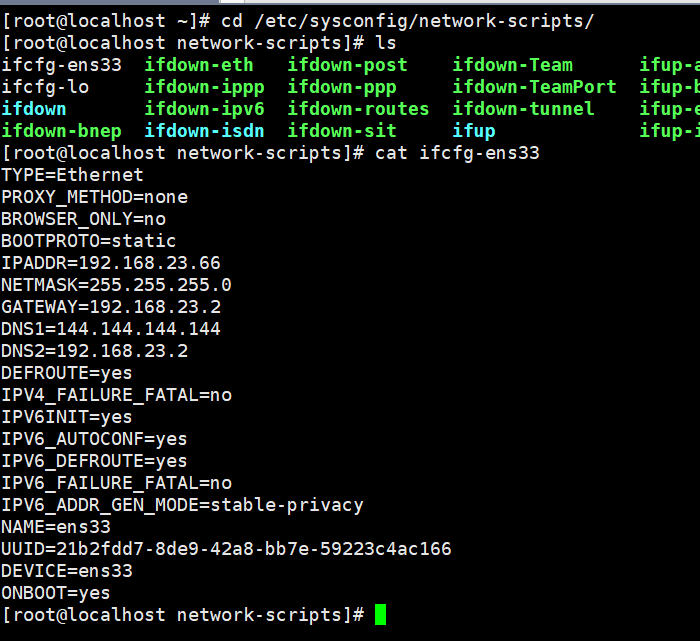 [root@localhost ~]# cd /etc/sysconfig/network-scripts/
[root@localhost network-scripts]# ls
ifcfg-ens33  ifdown-eth   ifdown-post    ifdown-Team      ifup-a
ifcfg-lo     ifdown-ippp  ifdown-ppp     ifdown-TeamPort  ifup-b
ifdown       ifdown-ipv6  ifdown-routes  ifdown-tunnel    ifup-e
ifdown-bnep  ifdown-isdn  ifdown-sit     ifup             ifup-i
[root@localhost network-scripts]# cat ifcfg-ens33
TYPE=Ethernet
PROXY_METHOD=none
BROWSER_ONLY=no
BOOTPROTO=static
IPADDR=192.168.23.66
NETMASK=255.255.255.0
GATEWAY=192.168.23.2
DNS1=144.144.144.144
DNS2=192.168.23.2
DEFROUTE=yes
IPV4_FAILURE_FATAL=no
IPV6INIT=yes
IPV6_AUTOCONF=yes
IPV6_DEFROUTE=yes
IPV6_FAILURE_FATAL=no
IPV6_ADDR_GEN_MODE=stable-privacy
NAME=ens33
UUID=21b2fdd7-8de9-42a8-bb7e-59223c4ac166
DEVICE=ens33
ONBOOT=yes
[root@localhost network-scripts]#